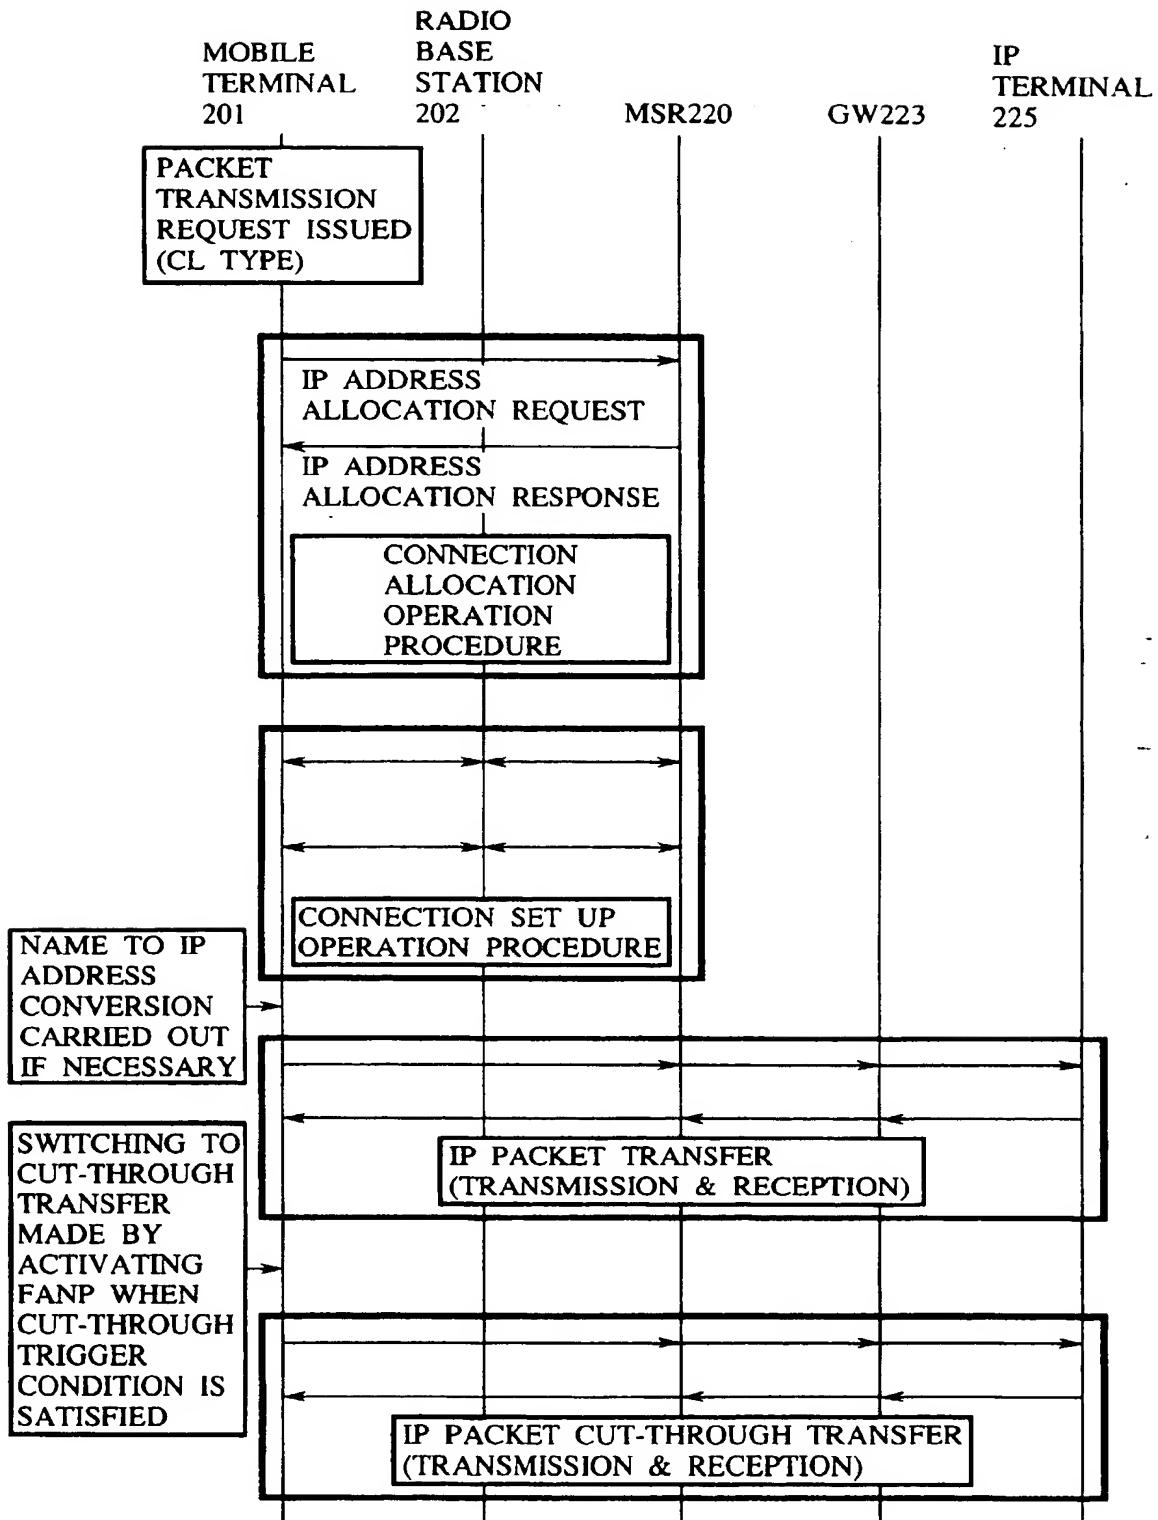 MOBILE
TERMINAL
201
RADIO
BASE
STATION
202
MSR220
GW223
IP
TERMINAL
225
PACKET
TRANSMISSION
REQUEST ISSUED
(CL TYPE)
IP ADDRESS
ALLOCATION REQUEST
IP ADDRESS
ALLOCATION RESPONSE
CONNECTION
ALLOCATION
OPERATION
PROCEDURE
CONNECTION SET UP
OPERATION PROCEDURE
NAME TO IP
ADDRESS
CONVERSION
CARRIED OUT
IF NECESSARY
IP PACKET TRANSFER
(TRANSMISSION & RECEPTION)
SWITCHING TO
CUT-THROUGH
TRANSFER
MADE BY
ACTIVATING
FANP WHEN
CUT-THROUGH
TRIGGER
CONDITION IS
SATISFIED
IP PACKET CUT-THROUGH TRANSFER
(TRANSMISSION & RECEPTION)